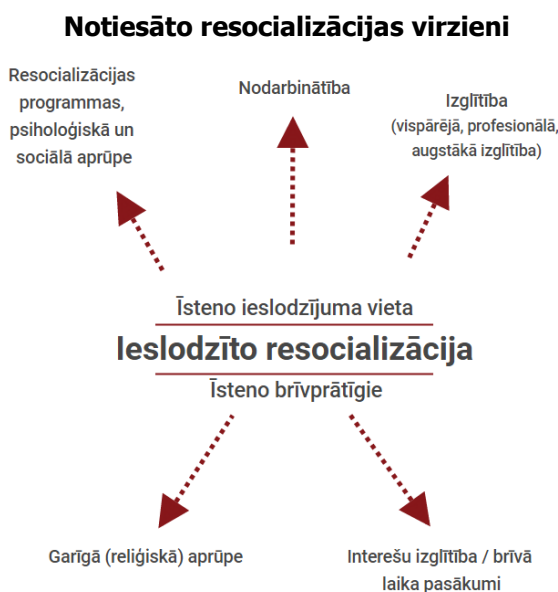 Notiesāto resocializācijas virzieni
Resocializācijas
programmas,
psiholoģiskā un
sociālā aprūpe
Nodarbinātība
Izglītība
(vispārējā, profesionālā,
augstākā izglītība)
Īsteno ieslodzījuma vieta
Ieslodzīto resocializācija
Īsteno brīvprātīgie
Garīgā (reliģiskā) aprūpe
Interešu izglītība / brīvā
laika pasākumi